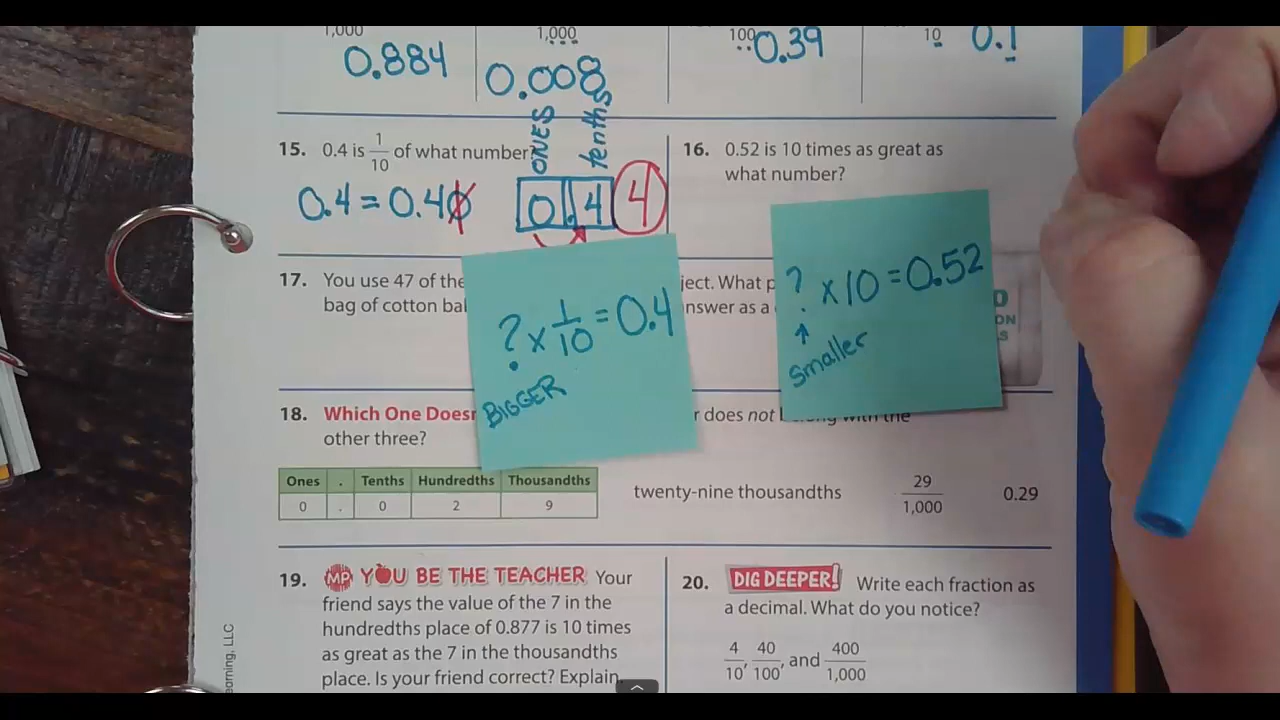 1,000
1,000
100
10
0.884
0.008
0.39
0.1
15. 0.4 is 1/10 of what number?
ONES
tenths
0.4 = 0.40
0.4 4
16. 0.52 is 10 times as great as
what number?
17. You use 47 of the
ject. What p
bag of cotton bal
nswer as a
? x 1/10 = 0.4
BIGGER
? x 10 = 0.52
smaller
18. Which One Doesn
r does not
other three?
Ones . Tenths Hundredths Thousandths
0 . 0 2 9
twenty-nine thousandths
29/1,000
0.29
19. MP YOU BE THE TEACHER Your
friend says the value of the 7 in the
hundredths place of 0.877 is 10 times
as great as the 7 in the thousandths
place. Is your friend correct? Explain.
20. DIG DEEPER! Write each fraction as
a decimal. What do you notice?
4/10, 40/100, and 400/1,000
earning, LLC